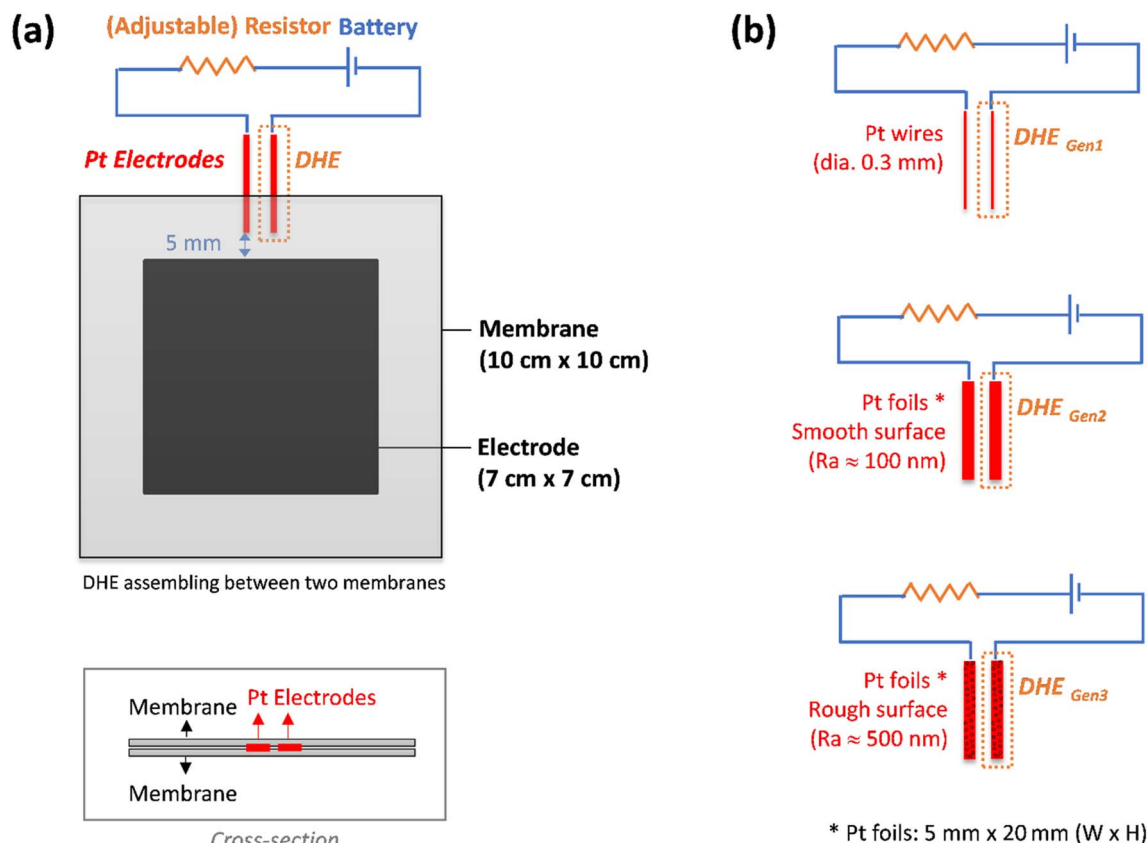 (a)
(Adjustable) Resistor Battery
Pt Electrodes
DHE
5 mm
Membrane
(10 cm x 10 cm)
Electrode
(7 cm x 7 cm)
DHE assembling between two membranes
Membrane
Pt Electrodes
Membrane
Cross-section
(b)
Pt wires
(dia. 0.3 mm)
DHE Gen1
Pt foils *
Smooth surface
(Ra ≈ 100 nm)
DHE Gen2
Pt foils *
Rough surface
(Ra ≈ 500 nm)
DHE Gen3
* Pt foils: 5 mm x 20 mm (W x H)